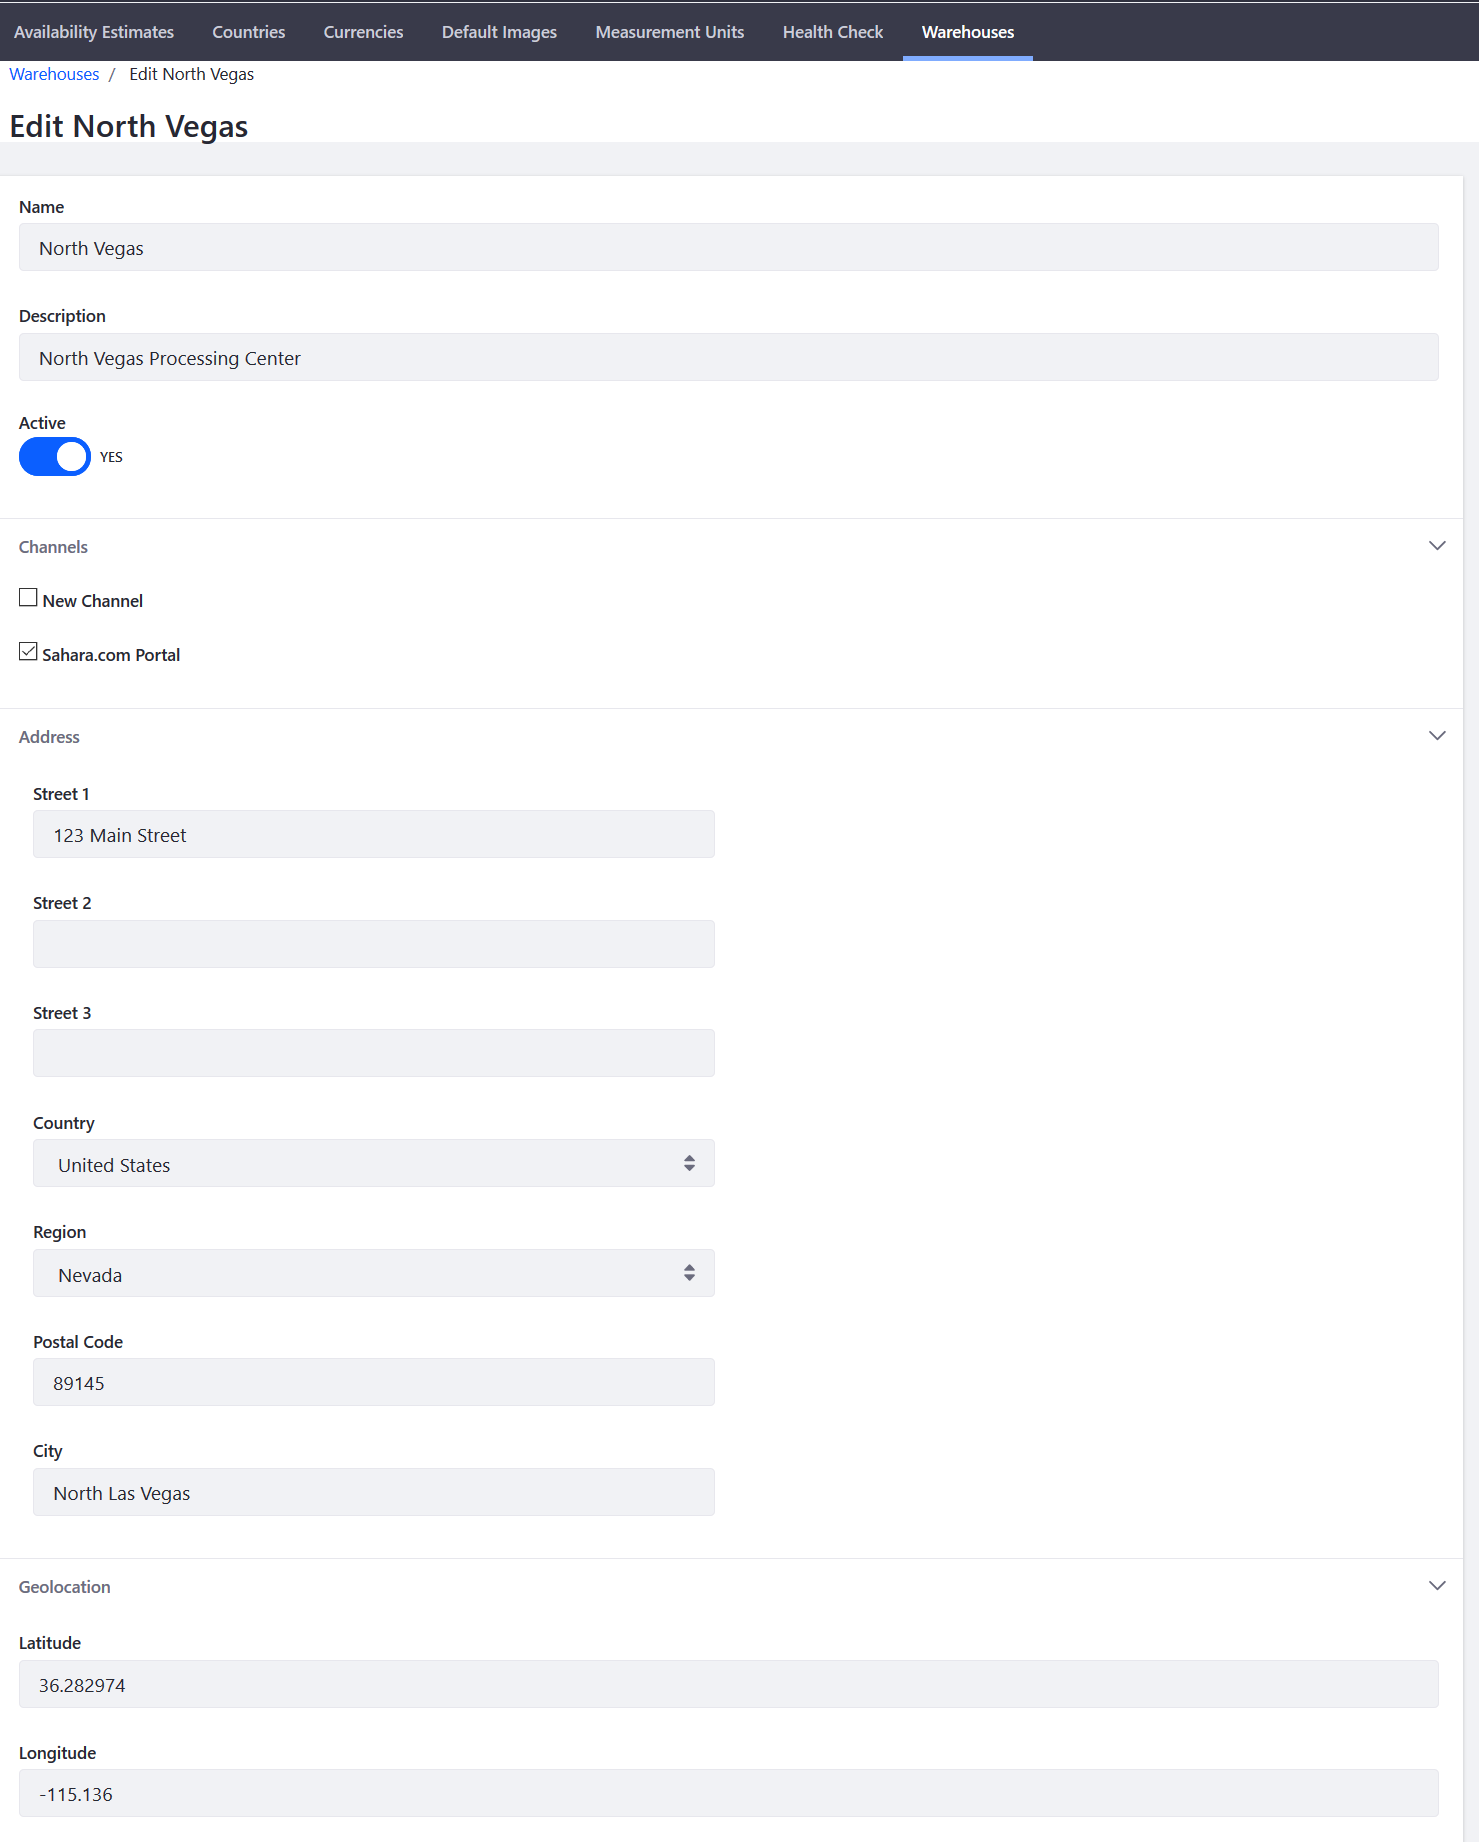 Availability Estimates Countries Currencies Default Images Measurement Units Health Check Warehouses
Warehouses / Edit North Vegas
Edit North Vegas
Name
North Vegas
Description
North Vegas Processing Center
Active
YES
Channels
New Channel
Sahara.com Portal
Address
Street 1
123 Main Street
Street 2
Street 3
Country
United States
Region
Nevada
Postal Code
89145
City
North Las Vegas
Geolocation
Latitude
36.282974
Longitude
-115.136